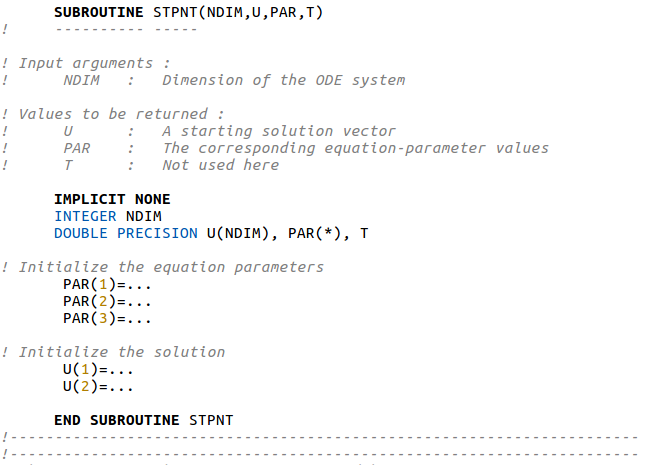 SUBROUTINE STPNT(NDIM,U,PAR,T)
! ---------- -----
! Input arguments :
! NDIM : Dimension of the ODE system
! Values to be returned :
! U : A starting solution vector
! PAR : The corresponding equation-parameter values
! T : Not used here
IMPLICIT NONE
INTEGER NDIM
DOUBLE PRECISION U(NDIM), PAR(*), T
! Initialize the equation parameters
PAR(1)=...
PAR(2)=...
PAR(3)=...
! Initialize the solution
U(1)=...
U(2)=...
END SUBROUTINE STPNT
!----------------------------------------------------------------------
!----------------------------------------------------------------------